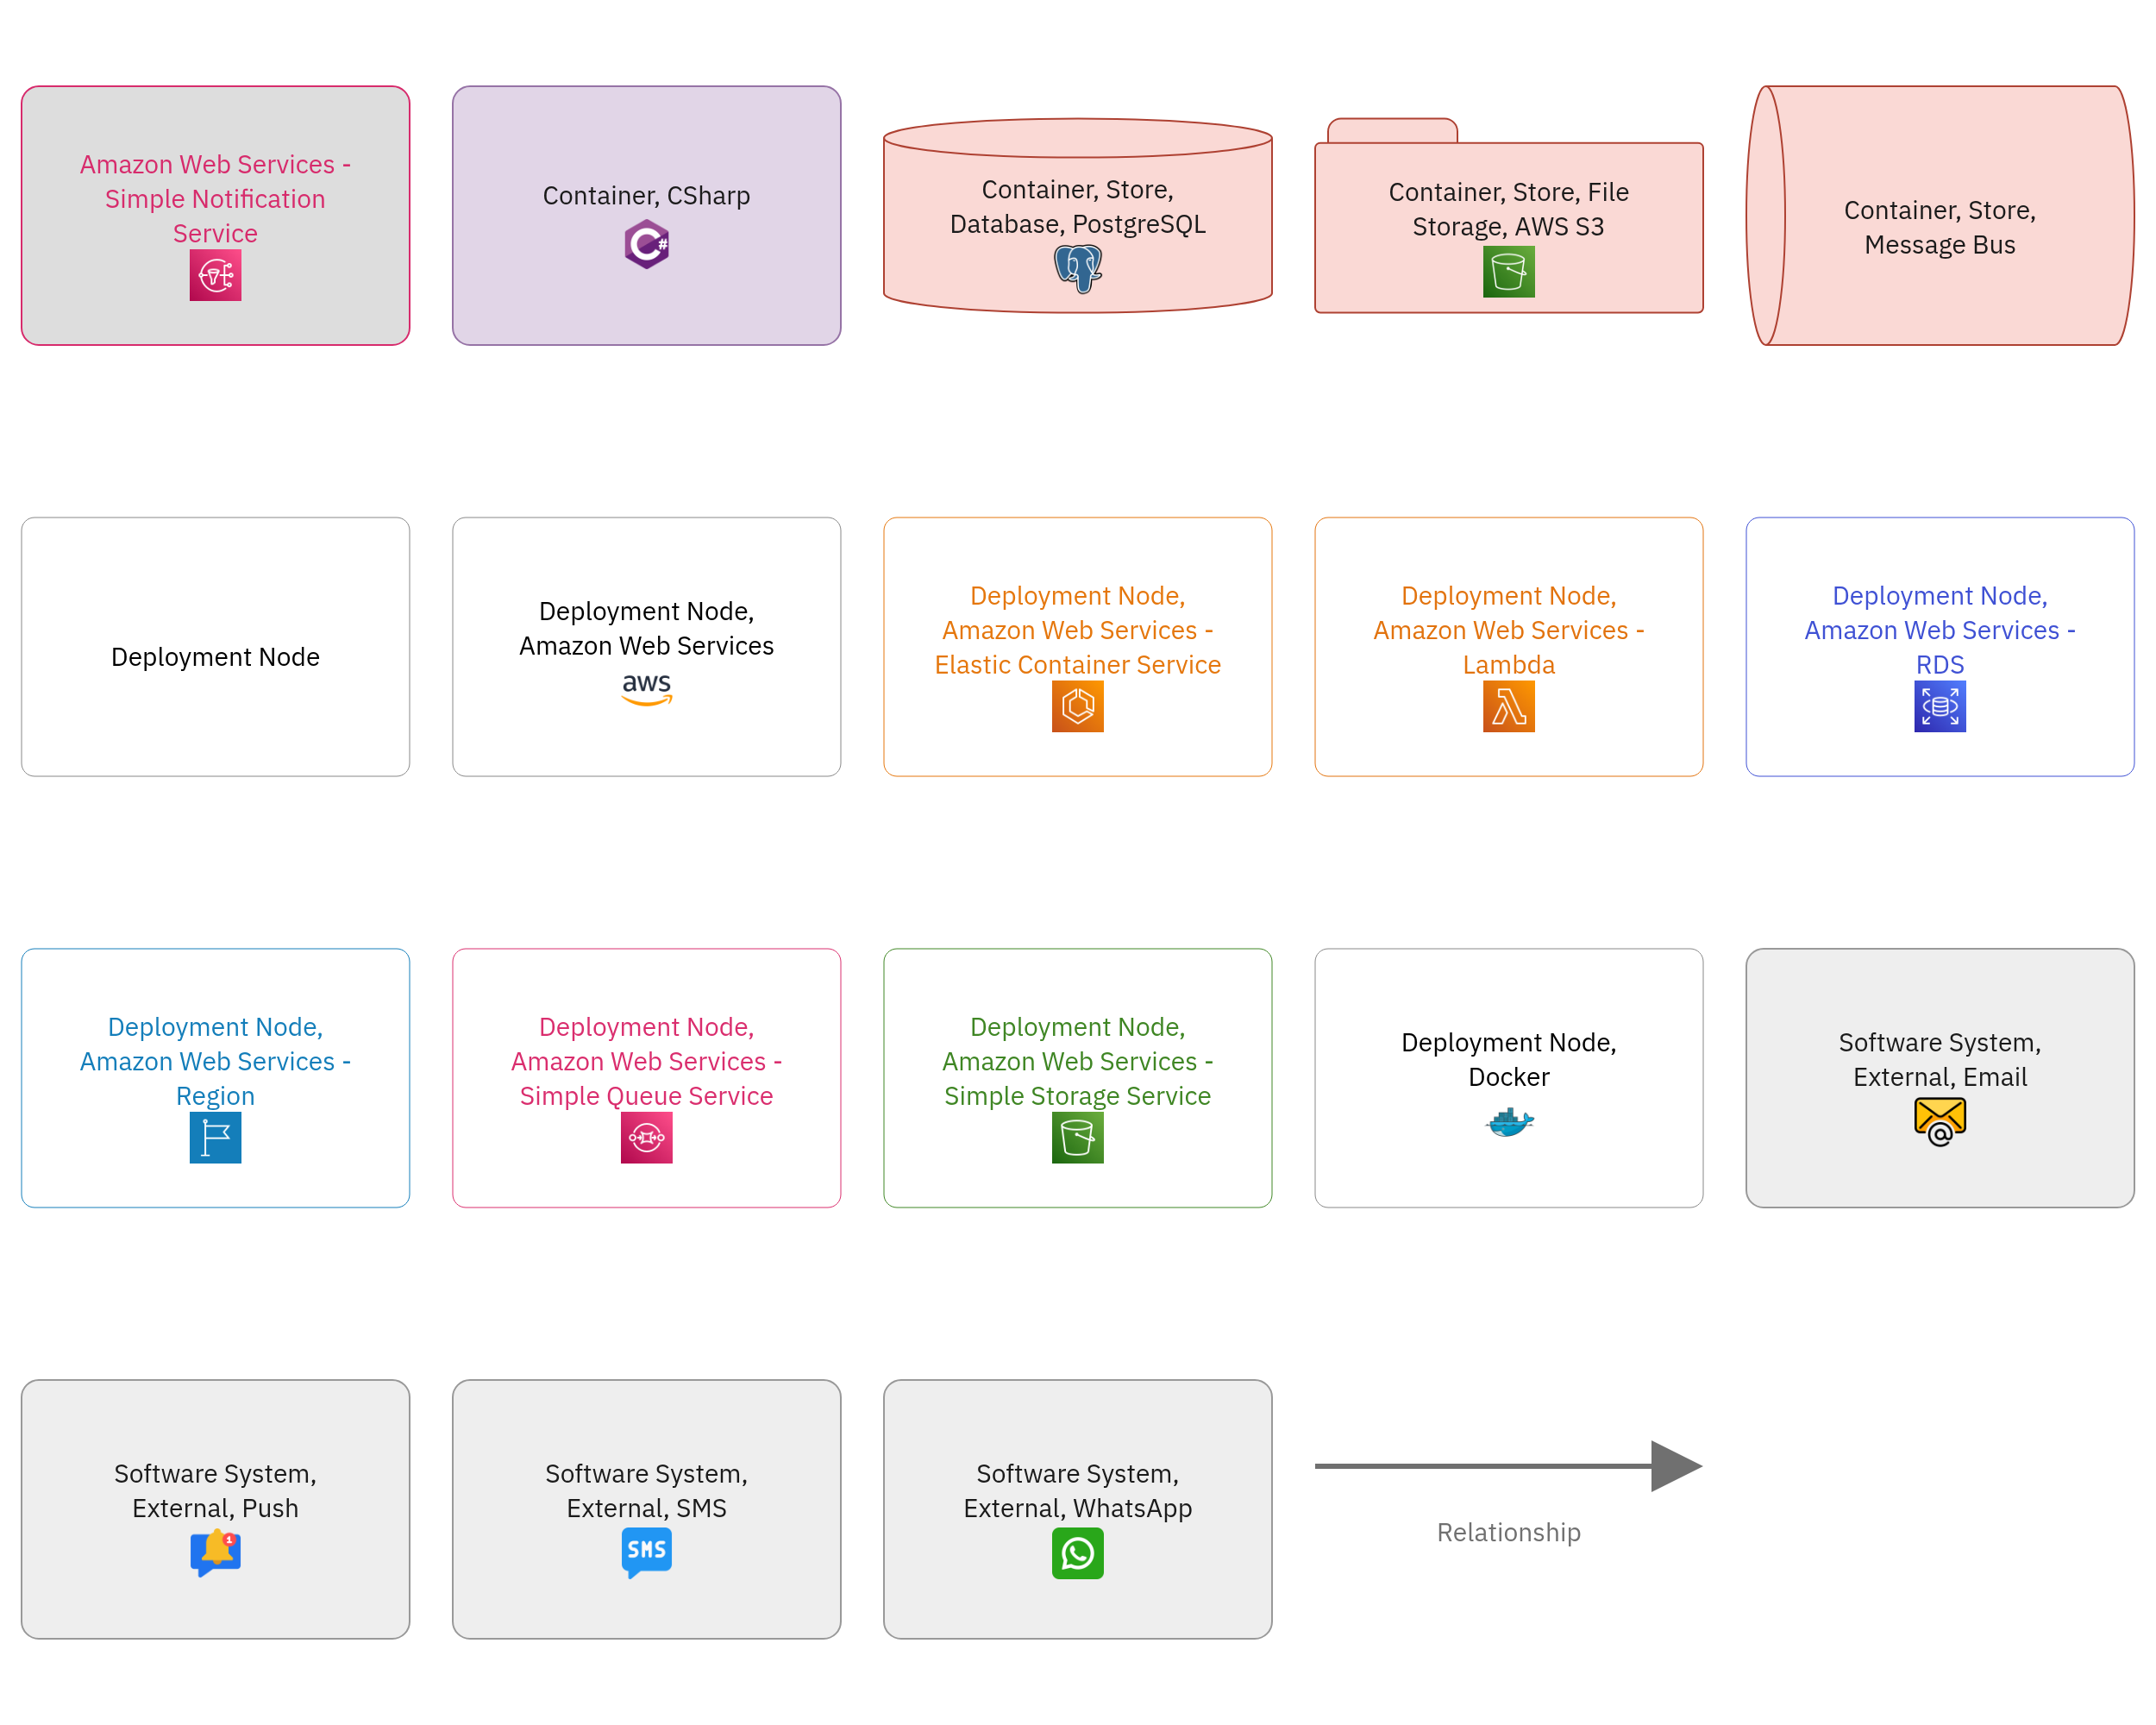 Amazon Web Services -
Simple Notification
Service
Container, CSharp
C#
Container, Store,
Database, PostgreSQL
Container, Store, File
Storage, AWS S3
Container, Store,
Message Bus
Deployment Node
Deployment Node,
Amazon Web Services
aws
Deployment Node,
Amazon Web Services -
Elastic Container Service
Deployment Node,
Amazon Web Services -
Lambda
Deployment Node,
Amazon Web Services -
RDS
Deployment Node,
Amazon Web Services -
Region
Deployment Node,
Amazon Web Services -
Simple Queue Service
Deployment Node,
Amazon Web Services -
Simple Storage Service
Deployment Node,
Docker
Software System,
External, Email
@
Software System,
External, Push
1
Software System,
External, SMS
SMS
Software System,
External, WhatsApp
Relationship